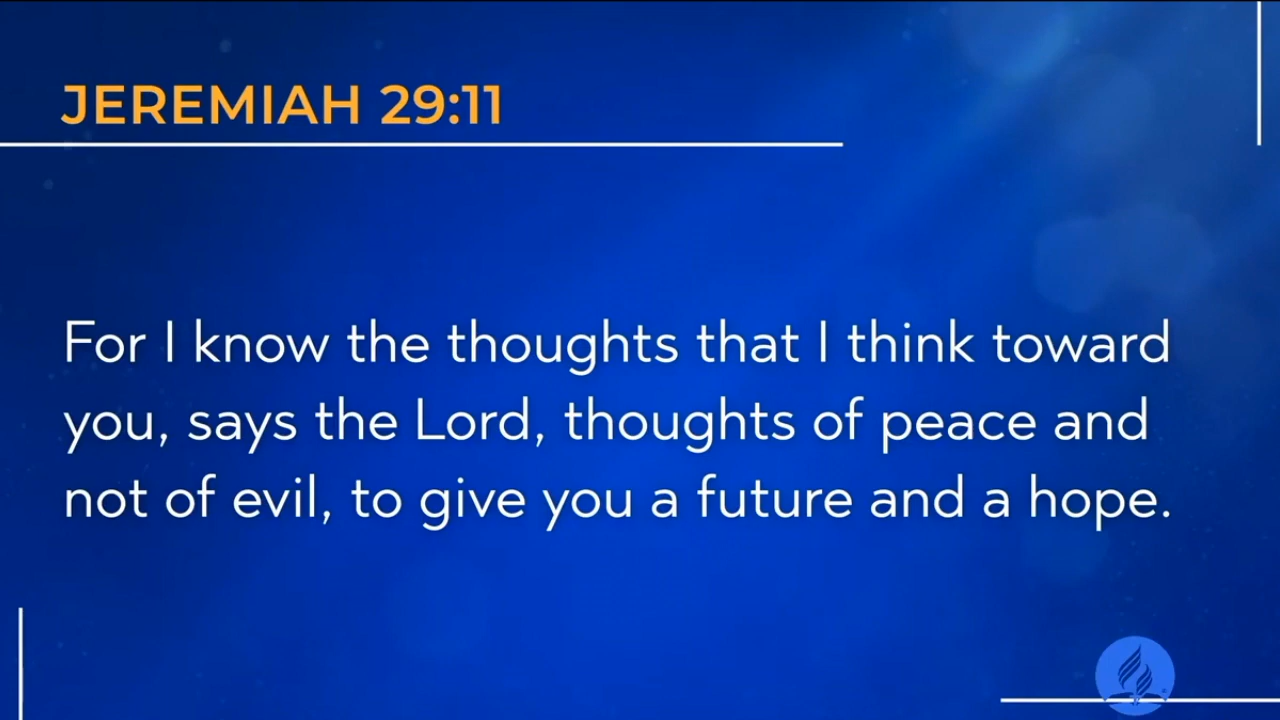 JEREMIAH 29:11
For I know the thoughts that I think toward
you, says the Lord, thoughts of peace and
not of evil, to give you a future and a hope.